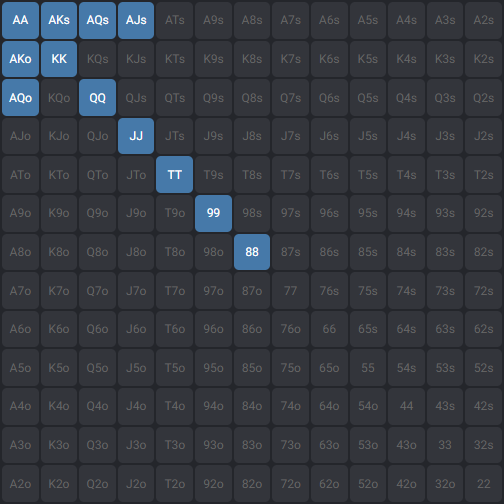 AA AKs AQs AJs ATs A9s A8s A7s A6s A5s A4s A3s A2s
AKo KK KQs KJs KTs K9s K8s K7s K6s K5s K4s K3s K2s
AQo KQo QQ QJs QTs Q9s Q8s Q7s Q6s Q5s Q4s Q3s Q2s
AJo KJo QJo JJ JTs J9s J8s J7s J6s J5s J4s J3s J2s
ATo KTo QTo JTo TT T9s T8s T7s T6s T5s T4s T3s T2s
A9o K9o Q9o J9o T9o 99 98s 97s 96s 95s 94s 93s 92s
A8o K8o Q8o J8o T8o 98o 88 87s 86s 85s 84s 83s 82s
A7o K7o Q7o J7o T7o 97o 87o 77 76s 75s 74s 73s 72s
A6o K6o Q6o J6o T6o 96o 86o 76o 66 65s 64s 63s 62s
A5o K5o Q5o J5o T5o 95o 85o 75o 65o 55 54s 53s 52s
A4o K4o Q4o J4o T4o 94o 84o 74o 64o 54o 44 43s 42s
A3o K3o Q3o J3o T3o 93o 83o 73o 63o 53o 43o 33 32s
A2o K2o Q2o J2o T2o 92o 82o 72o 62o 52o 42o 32o 22